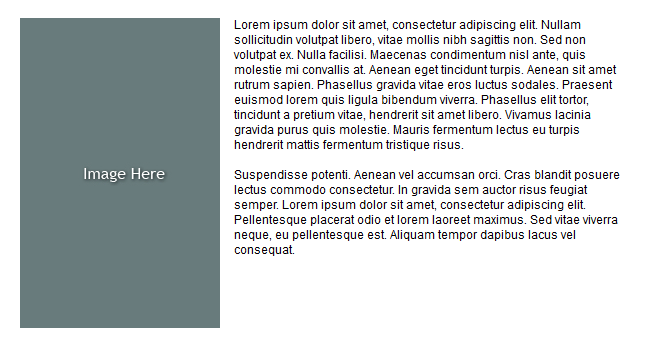 Image Here
Lorem ipsum dolor sit amet, consectetur adipiscing elit. Nullam
sollicitudin volutpat libero, vitae mollis nibh sagittis non. Sed non
volutpat ex. Nulla facilisi. Maecenas condimentum nisl ante, quis
molestie mi convallis at. Aenean eget tincidunt turpis. Aenean sit amet
rutrum sapien. Phasellus gravida vitae eros luctus sodales. Praesent
euismod lorem quis ligula bibendum viverra. Phasellus elit tortor,
tincidunt a pretium vitae, hendrerit sit amet libero. Vivamus lacinia
gravida purus quis molestie. Mauris fermentum lectus eu turpis
hendrerit mattis fermentum tristique risus.
Suspendisse potenti. Aenean vel accumsan orci. Cras blandit posuere
lectus commodo consectetur. In gravida sem auctor risus feugiat
semper. Lorem ipsum dolor sit amet, consectetur adipiscing elit.
Pellentesque placerat odio et lorem laoreet maximus. Sed vitae viverra
neque, eu pellentesque est. Aliquam tempor dapibus lacus vel
consequat.